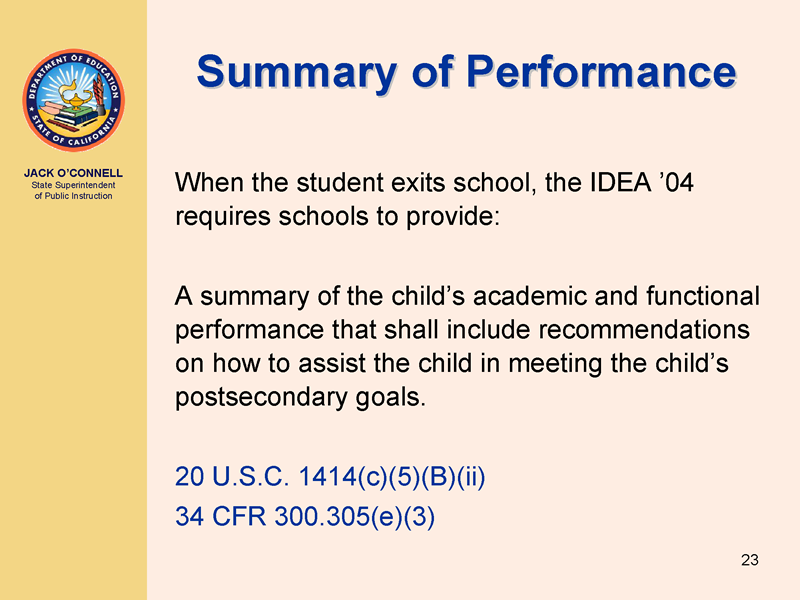 Summary of Performance
DEPARTMENT OF EDUCATION
STATE OF CALIFORNIA
JACK O'CONNELL
State Superintendent
of Public Instruction
When the student exits school, the IDEA ’04
requires schools to provide:
A summary of the child’s academic and functional
performance that shall include recommendations
on how to assist the child in meeting the child’s
postsecondary goals.
20 U.S.C. 1414(c)(5)(B)(ii)
34 CFR 300.305(e)(3)
23